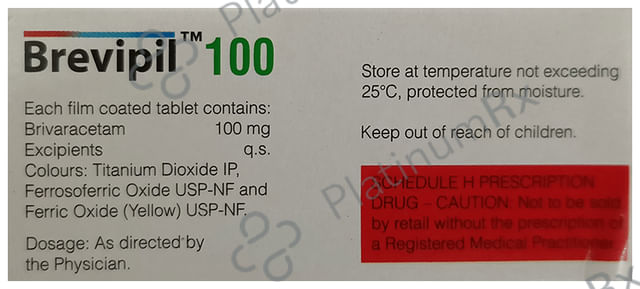 Brevipil™ 100
Each film coated tablet contains:
Brivaracetam 100 mg
Excipients q.s.
Colours: Titanium Dioxide IP,
Ferrosoferric Oxide USP-NF and
Ferric Oxide (Yellow) USP-NF.
Dosage: As directed by
the Physician.
Store at temperature not exceeding
25°C, protected from moisture.
Keep out of reach of children.
SCHEDULE H PRESCRIPTION
DRUG – CAUTION: Not to be sold
by retail without the prescription of
a Registered Medical Practitioner
PlatinumRx